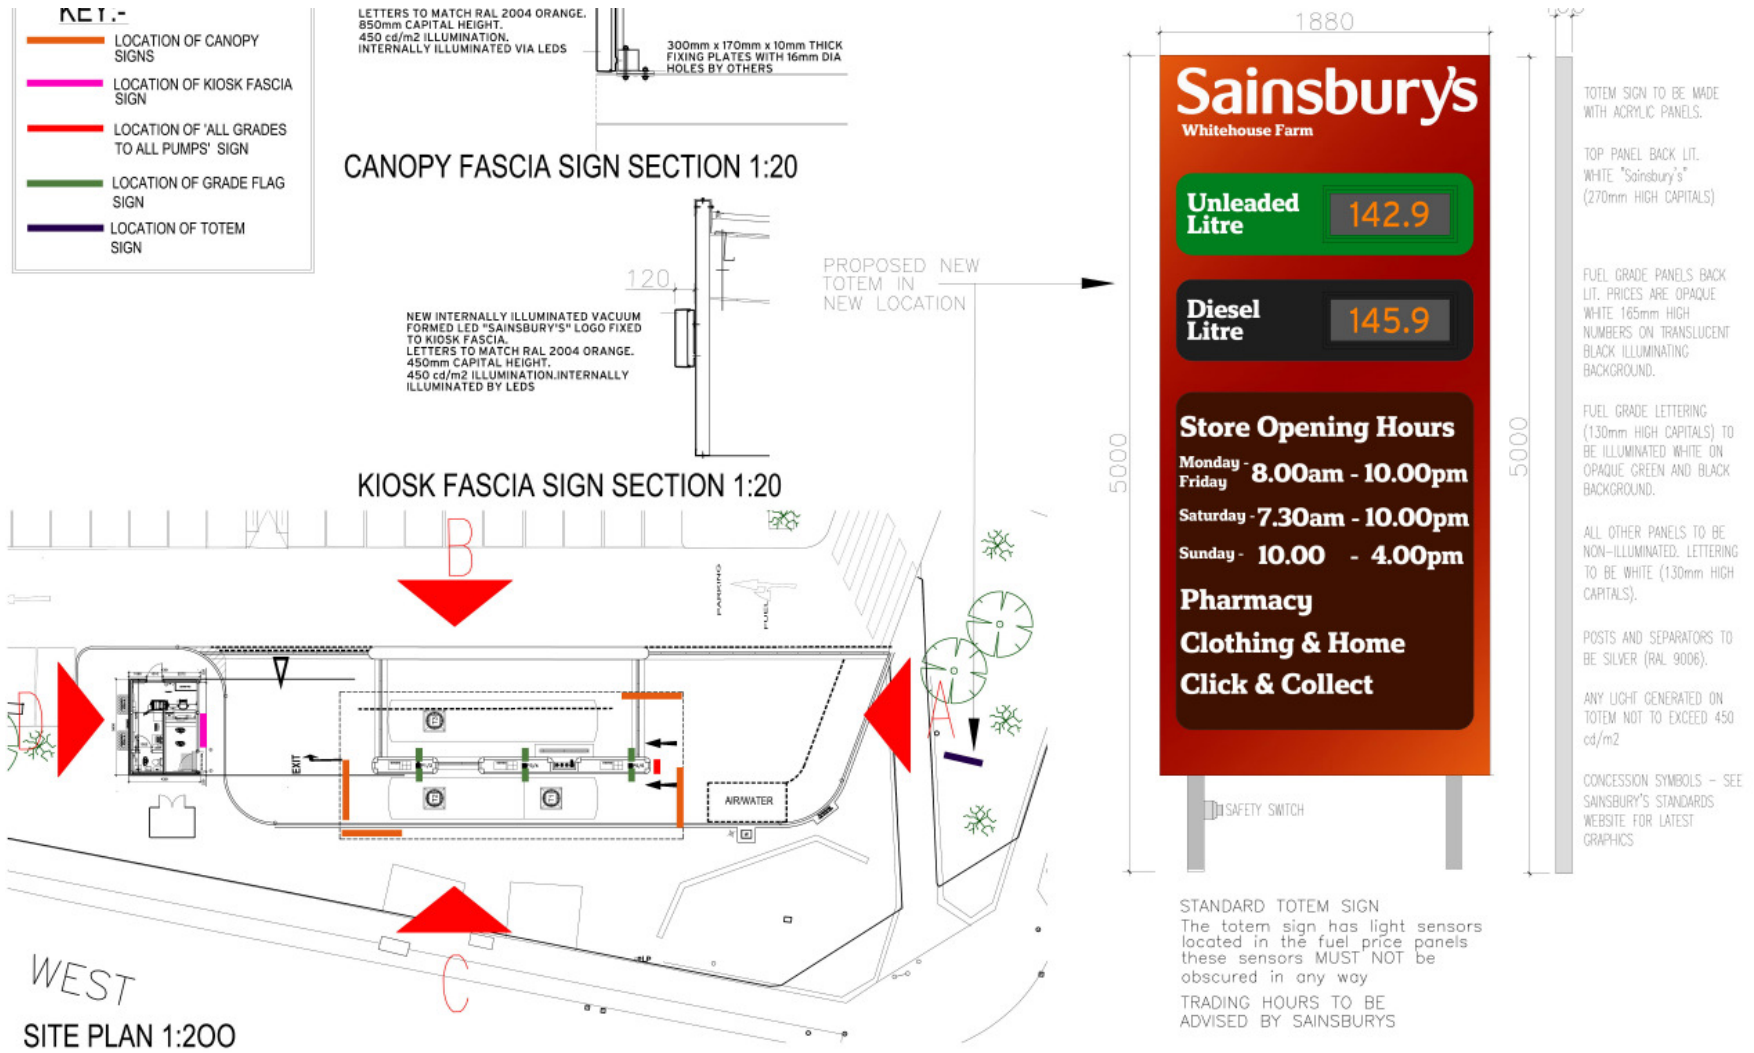 KEY:-
LOCATION OF CANOPY
SIGNS
LOCATION OF KIOSK FASCIA
SIGN
LOCATION OF 'ALL GRADES
TO ALL PUMPS' SIGN
LOCATION OF GRADE FLAG
SIGN
LOCATION OF TOTEM
SIGN
LETTERS TO MATCH RAL 2004 ORANGE.
850mm CAPITAL HEIGHT.
450 cd/m2 ILLUMINATION.
INTERNALLY ILLUMINATED VIA LEDS
300mm x 170mm x 10mm THICK
FIXING PLATES WITH 16mm DIA
HOLES BY OTHERS
CANOPY FASCIA SIGN SECTION 1:20
120
NEW INTERNALLY ILLUMINATED VACUUM
FORMED LED "SAINSBURY'S" LOGO FIXED
TO KIOSK FASCIA.
LETTERS TO MATCH RAL 2004 ORANGE.
450mm CAPITAL HEIGHT.
450 cd/m2 ILLUMINATION.INTERNALLY
ILLUMINATED BY LEDS
KIOSK FASCIA SIGN SECTION 1:20
PROPOSED NEW
TOTEM IN
NEW LOCATION
B
PARKING
FUEL
D
A
EXIT
AIR/WATER
C
LP
WEST
SITE PLAN 1:200
1880
5000
5000
Sainsbury's
Whitehouse Farm
Unleaded
Litre
142.9
Diesel
Litre
145.9
Store Opening Hours
Monday -
Friday
8.00am - 10.00pm
Saturday - 7.30am - 10.00pm
Sunday - 10.00 - 4.00pm
Pharmacy
Clothing & Home
Click & Collect
SAFETY SWITCH
STANDARD TOTEM SIGN
The totem sign has light sensors
located in the fuel price panels
these sensors MUST NOT be
obscured in any way
TRADING HOURS TO BE
ADVISED BY SAINSBURYS
TOTEM SIGN TO BE MADE
WITH ACRYLIC PANELS.
TOP PANEL BACK LIT.
WHITE "Sainsbury's"
(270mm HIGH CAPITALS)
FUEL GRADE PANELS BACK
LIT. PRICES ARE OPAQUE
WHITE 165mm HIGH
NUMBERS ON TRANSLUCENT
BLACK ILLUMINATING
BACKGROUND.
FUEL GRADE LETTERING
(130mm HIGH CAPITALS) TO
BE ILLUMINATED WHITE ON
OPAQUE GREEN AND BLACK
BACKGROUND.
ALL OTHER PANELS TO BE
NON-ILLUMINATED. LETTERING
TO BE WHITE (130mm HIGH
CAPITALS).
POSTS AND SEPARATORS TO
BE SILVER (RAL 9006).
ANY LIGHT GENERATED ON
TOTEM NOT TO EXCEED 450
cd/m2
CONCESSION SYMBOLS - SEE
SAINSBURY'S STANDARDS
WEBSITE FOR LATEST
GRAPHICS